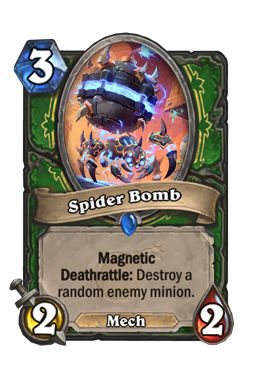 3
Spider Bomb
Magnetic
Deathrattle: Destroy a
random enemy minion.
2
Mech
2